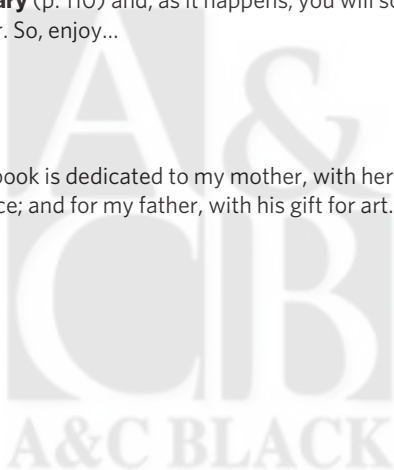 ary (p. 110) and, as it happens, you will so
r. So, enjoy…
book is dedicated to my mother, with her
ce; and for my father, with his gift for art.
A&
CB
A&C BLACK